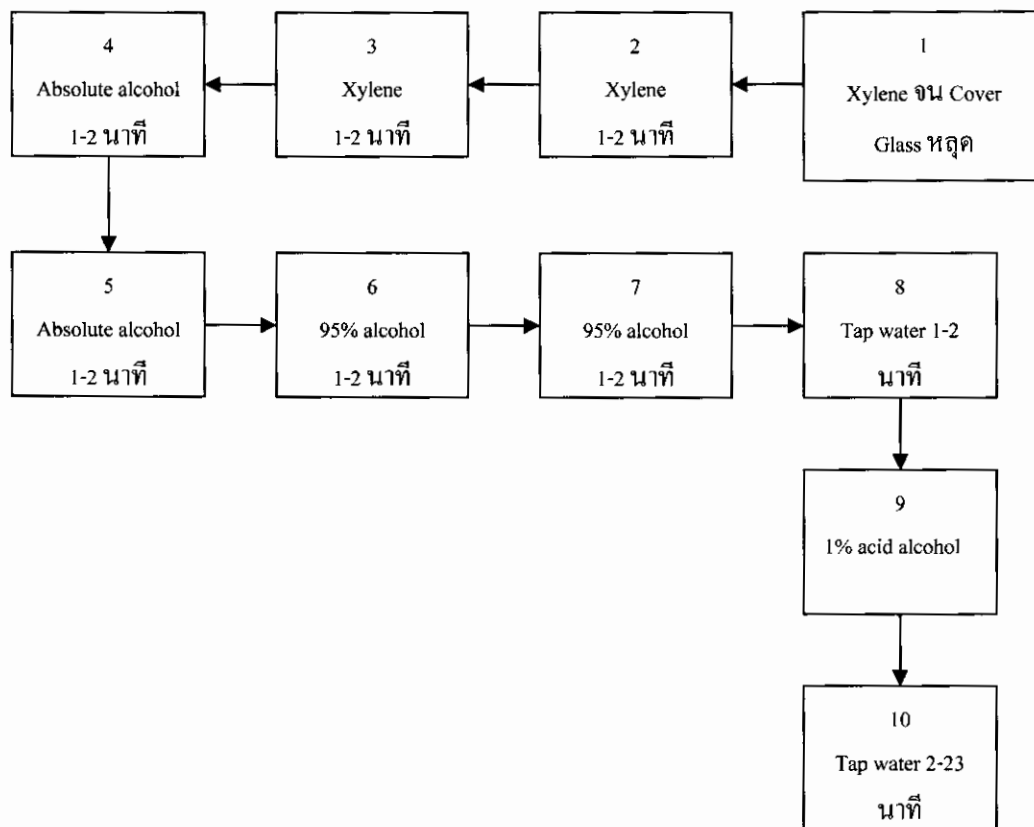 4
Absolute alcohol
1-2 นาที
3
Xylene
1-2 นาที
2
Xylene
1-2 นาที
1
Xylene จน Cover
Glass หลุด
5
Absolute alcohol
1-2 นาที
6
95% alcohol
1-2 นาที
7
95% alcohol
1-2 นาที
8
Tap water 1-2
นาที
9
1% acid alcohol
10
Tap water 2-23
นาที